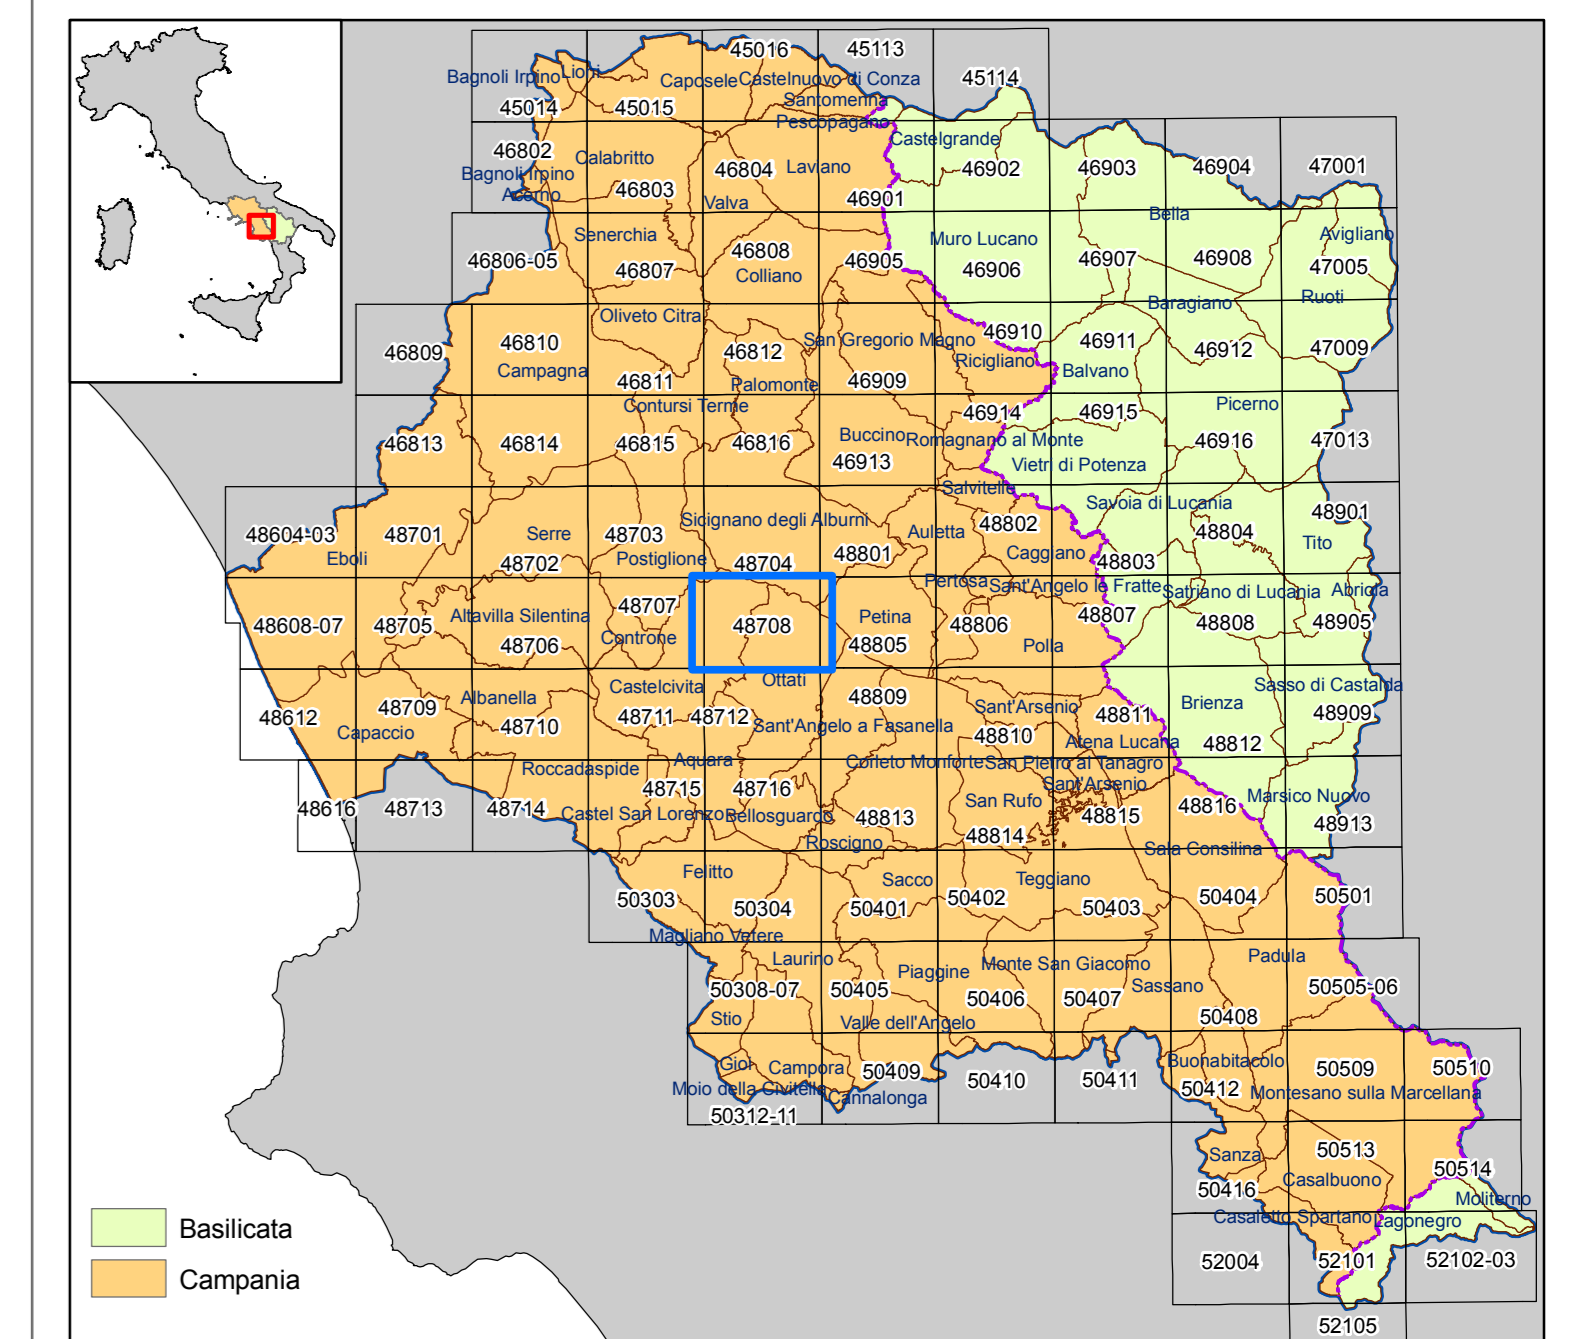 45016
45113
45114
Bagnoli Irpino
Lioni
Caposele
Castelnuovo di Conza
45014
45015
Santomenna
Pescopagano
Castelgrande
46802
Calabritto
46804
Laviano
46902
46903
46904
47001
Bagnoli Irpino
Acerno
46803
Valva
46901
Bella
Senerchia
46808
Muro Lucano
Avigliano
46806-05
46807
Colliano
46905
46906
46907
46908
47005
Oliveto Citra
Baragiano
Ruoti
46809
46810
46812
San Gregorio Magno
46910
46911
46912
47009
Campagna
46811
Palomonte
46909
Ricigliano
Balvano
Contursi Terme
46914
46915
Picerno
46813
46814
46815
46816
Buccino
Romagnano al Monte
46916
47013
46913
Vietri di Potenza
Salvitelle
Savoia di Lucania
48604-03
48701
Serre
48703
Sicignano degli Alburni
Auletta
48802
48804
48901
Eboli
48702
Postiglione
48704
48801
Caggiano
48803
Tito
Pertosa
Sant'Angelo le Fratte
Satriano di Lucania
Abriola
48608-07
48705
Altavilla Silentina
48707
48708
Petina
48806
48807
48808
48905
48706
Controne
48805
Polla
Castelcivita
Ottati
Sasso di Castalda
48612
48709
Albanella
48809
Sant'Arsenio
Brienza
Capaccio
48710
48711
48712
Sant'Angelo a Fasanella
48810
48811
48812
48909
Atena Lucana
Roccadaspide
Aquara
Corleto Monforte
San Pietro al Tanagro
48616
48713
48714
48715
48716
San Rufo
Sant'Arsenio
48816
Marsico Nuovo
Castel San Lorenzo
Bellosguardo
48813
48815
48913
Roscigno
48814
Sala Consilina
Felitto
Sacco
Teggiano
50303
50304
50401
50402
50403
50404
50501
Magliano Vetere
Laurino
Piaggine
Monte San Giacomo
Padula
50308-07
50405
50406
50407
Sassano
50505-06
Stio
Valle dell'Angelo
50408
Gioi
Campora
50409
50410
50411
Buonabitacolo
50509
50510
Moio della Civitella
Cannalonga
50412
Montesano sulla Marcellana
50312-11
Sanza
50513
50514
50416
Casalbuono
Moliterno
Casaletto Spartano
Lagonegro
52004
52101
52102-03
52105
Basilicata
Campania